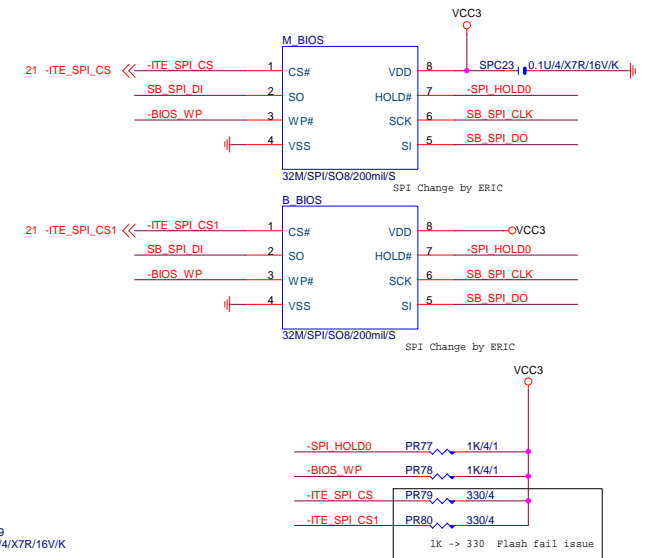 VCC3
M_BIOS
21 -ITE_SPI_CS -ITE_SPI_CS 1 CS# VDD 8 SPC23 0.1U/4/X7R/16V/K
SB_SPI_DI 2 SO HOLD# 7 -SPI_HOLD0
-BIOS_WP 3 WP# SCK 6 SB_SPI_CLK
4 VSS SI 5 SB_SPI_DO
32M/SPI/SO8/200mil/S
SPI Change by ERIC
B_BIOS
21 -ITE_SPI_CS1 -ITE_SPI_CS1 1 CS# VDD 8 VCC3
SB_SPI_DI 2 SO HOLD# 7 -SPI_HOLD0
-BIOS_WP 3 WP# SCK 6 SB_SPI_CLK
4 VSS SI 5 SB_SPI_DO
32M/SPI/SO8/200mil/S
SPI Change by ERIC
VCC3
-SPI_HOLD0 PR77 1K/4/1
-BIOS_WP PR78 1K/4/1
-ITE_SPI_CS PR79 330/4
-ITE_SPI_CS1 PR80 330/4
1K -> 330 Flash fail issue
9
/4/X7R/16V/K